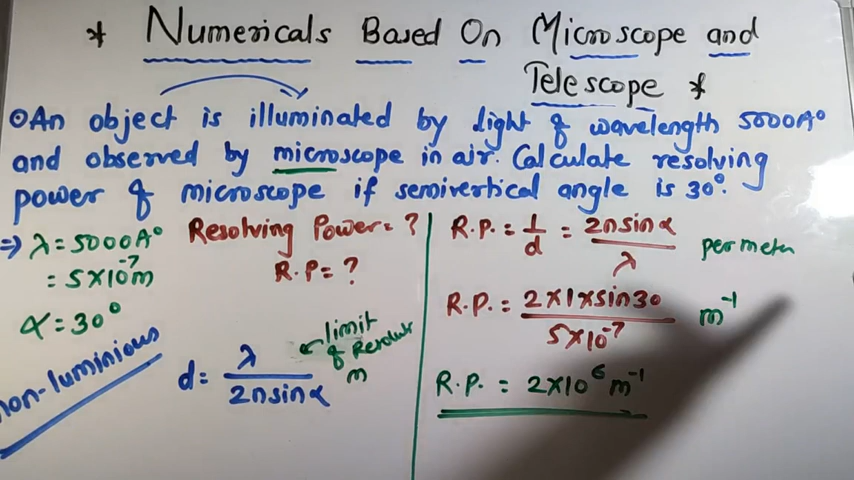 * Numericals Based On Microscope and
Telescope *
⊙An object is illuminated by light of wavelength 5000A°
and observed by microscope in air. Calculate resolving
power of microscope if semivertical angle is 30°.
⇒ λ = 5000A°
= 5×10⁻⁷m
α = 30°
non-luminious
Resolving Power = ?
R.P = ?
d = λ / 2nsinα
limit
of Resolut
m
R.P. = 1/d = 2nsinα / λ per meter
R.P. = 2×1×sin30 / 5×10⁻⁷ m⁻¹
R.P. = 2×10⁶ m⁻¹